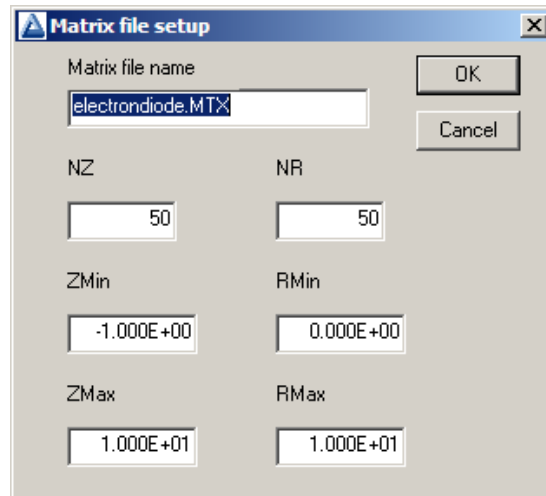 Matrix file setup
Matrix file name
OK
electrondiode.MTX
Cancel
NZ NR
50 50
ZMin RMin
-1.000E+00 0.000E+00
ZMax RMax
1.000E+01 1.000E+01